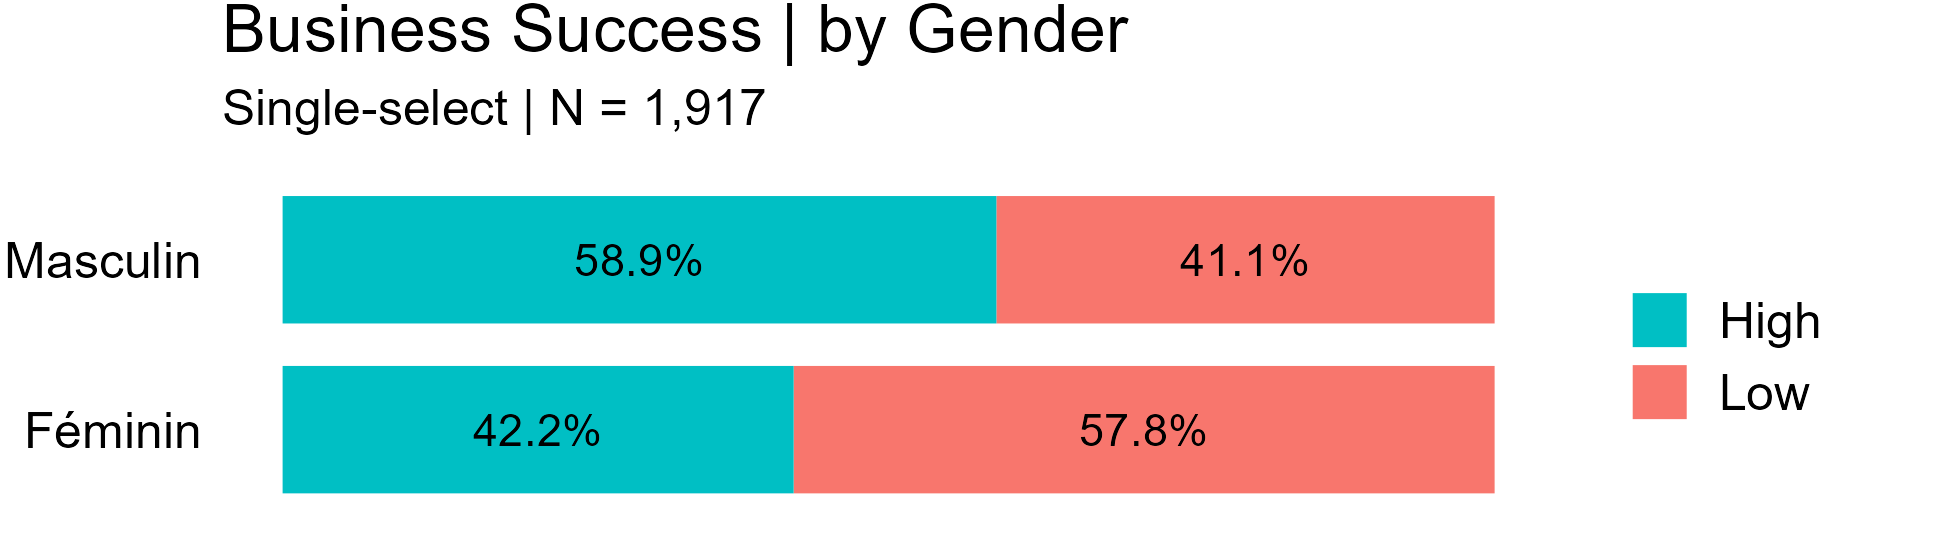 Business Success | by Gender
Single-select | N = 1,917
Masculin 58.9% 41.1%
Féminin 42.2% 57.8%
High
Low